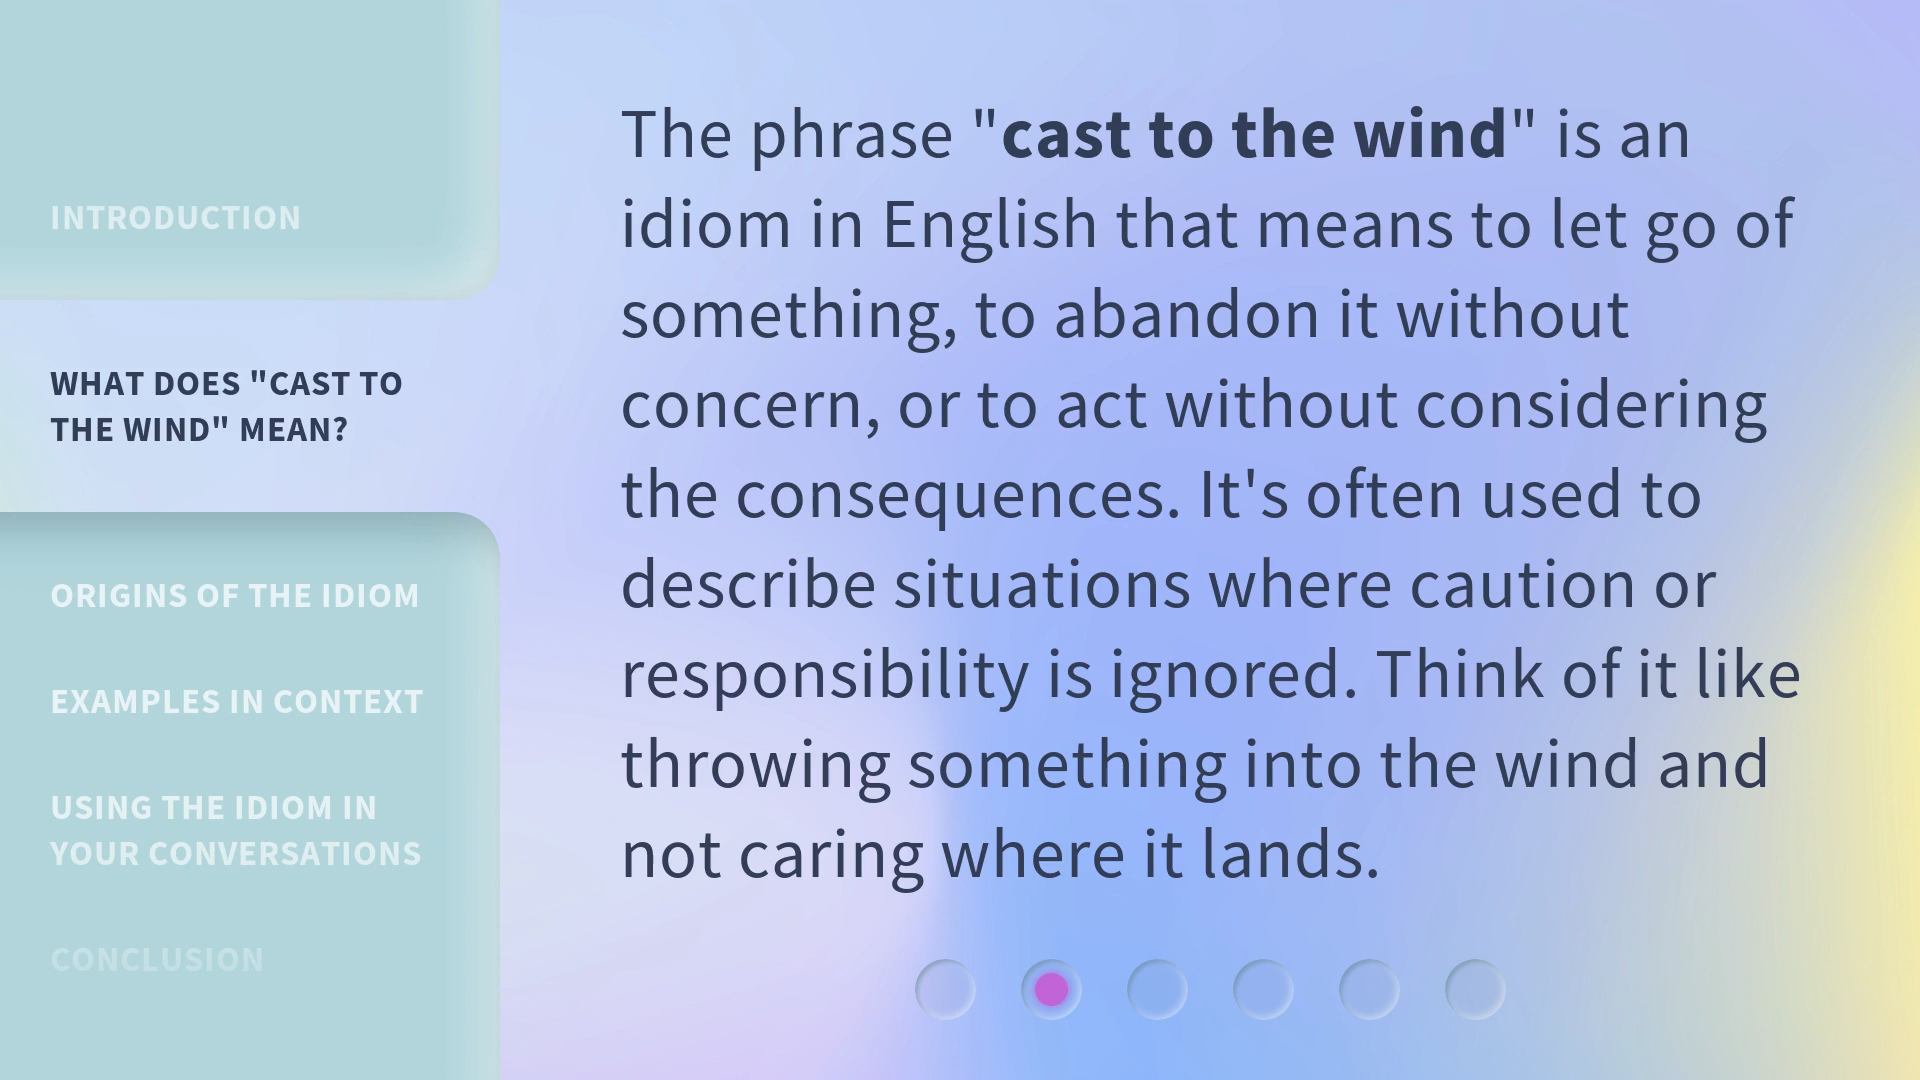 INTRODUCTION
WHAT DOES "CAST TO
THE WIND" MEAN?
ORIGINS OF THE IDIOM
EXAMPLES IN CONTEXT
USING THE IDIOM IN
YOUR CONVERSATIONS
CONCLUSION
The phrase "cast to the wind" is an
idiom in English that means to let go of
something, to abandon it without
concern, or to act without considering
the consequences. It's often used to
describe situations where caution or
responsibility is ignored. Think of it like
throwing something into the wind and
not caring where it lands.